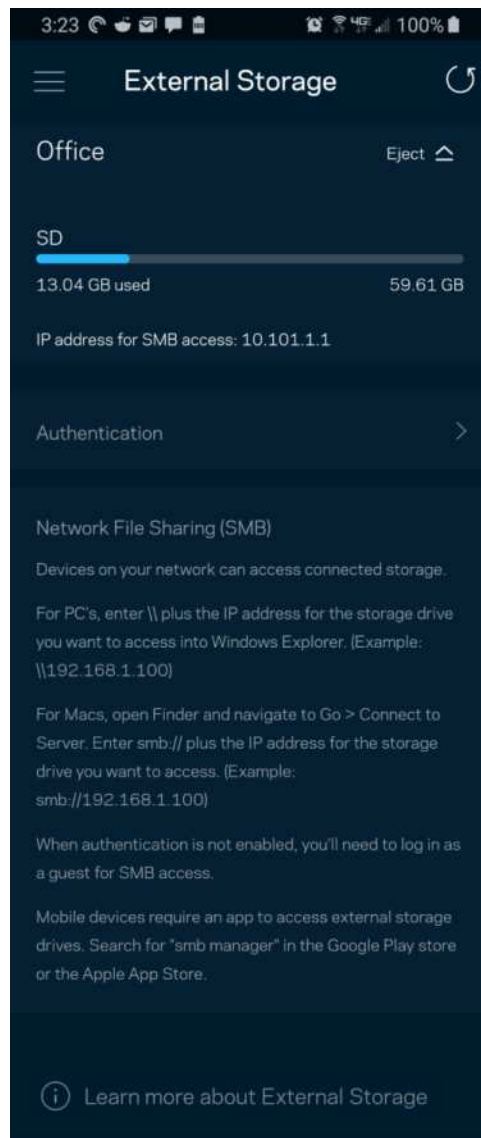 3:23 4G 100%
External Storage
Office
Eject
SD
13.04 GB used 59.61 GB
IP address for SMB access: 10.101.1.1
Authentication
Network File Sharing (SMB)
Devices on your network can access connected storage.
For PC's, enter \\ plus the IP address for the storage drive
you want to access into Windows Explorer. (Example:
\\192.168.1.100)
For Macs, open Finder and navigate to Go > Connect to
Server. Enter smb:// plus the IP address for the storage
drive you want to access. (Example:
smb://192.168.1.100)
When authentication is not enabled, you'll need to log in as
a guest for SMB access.
Mobile devices require an app to access external storage
drives. Search for "smb manager" in the Google Play store
or the Apple App Store.
Learn more about External Storage